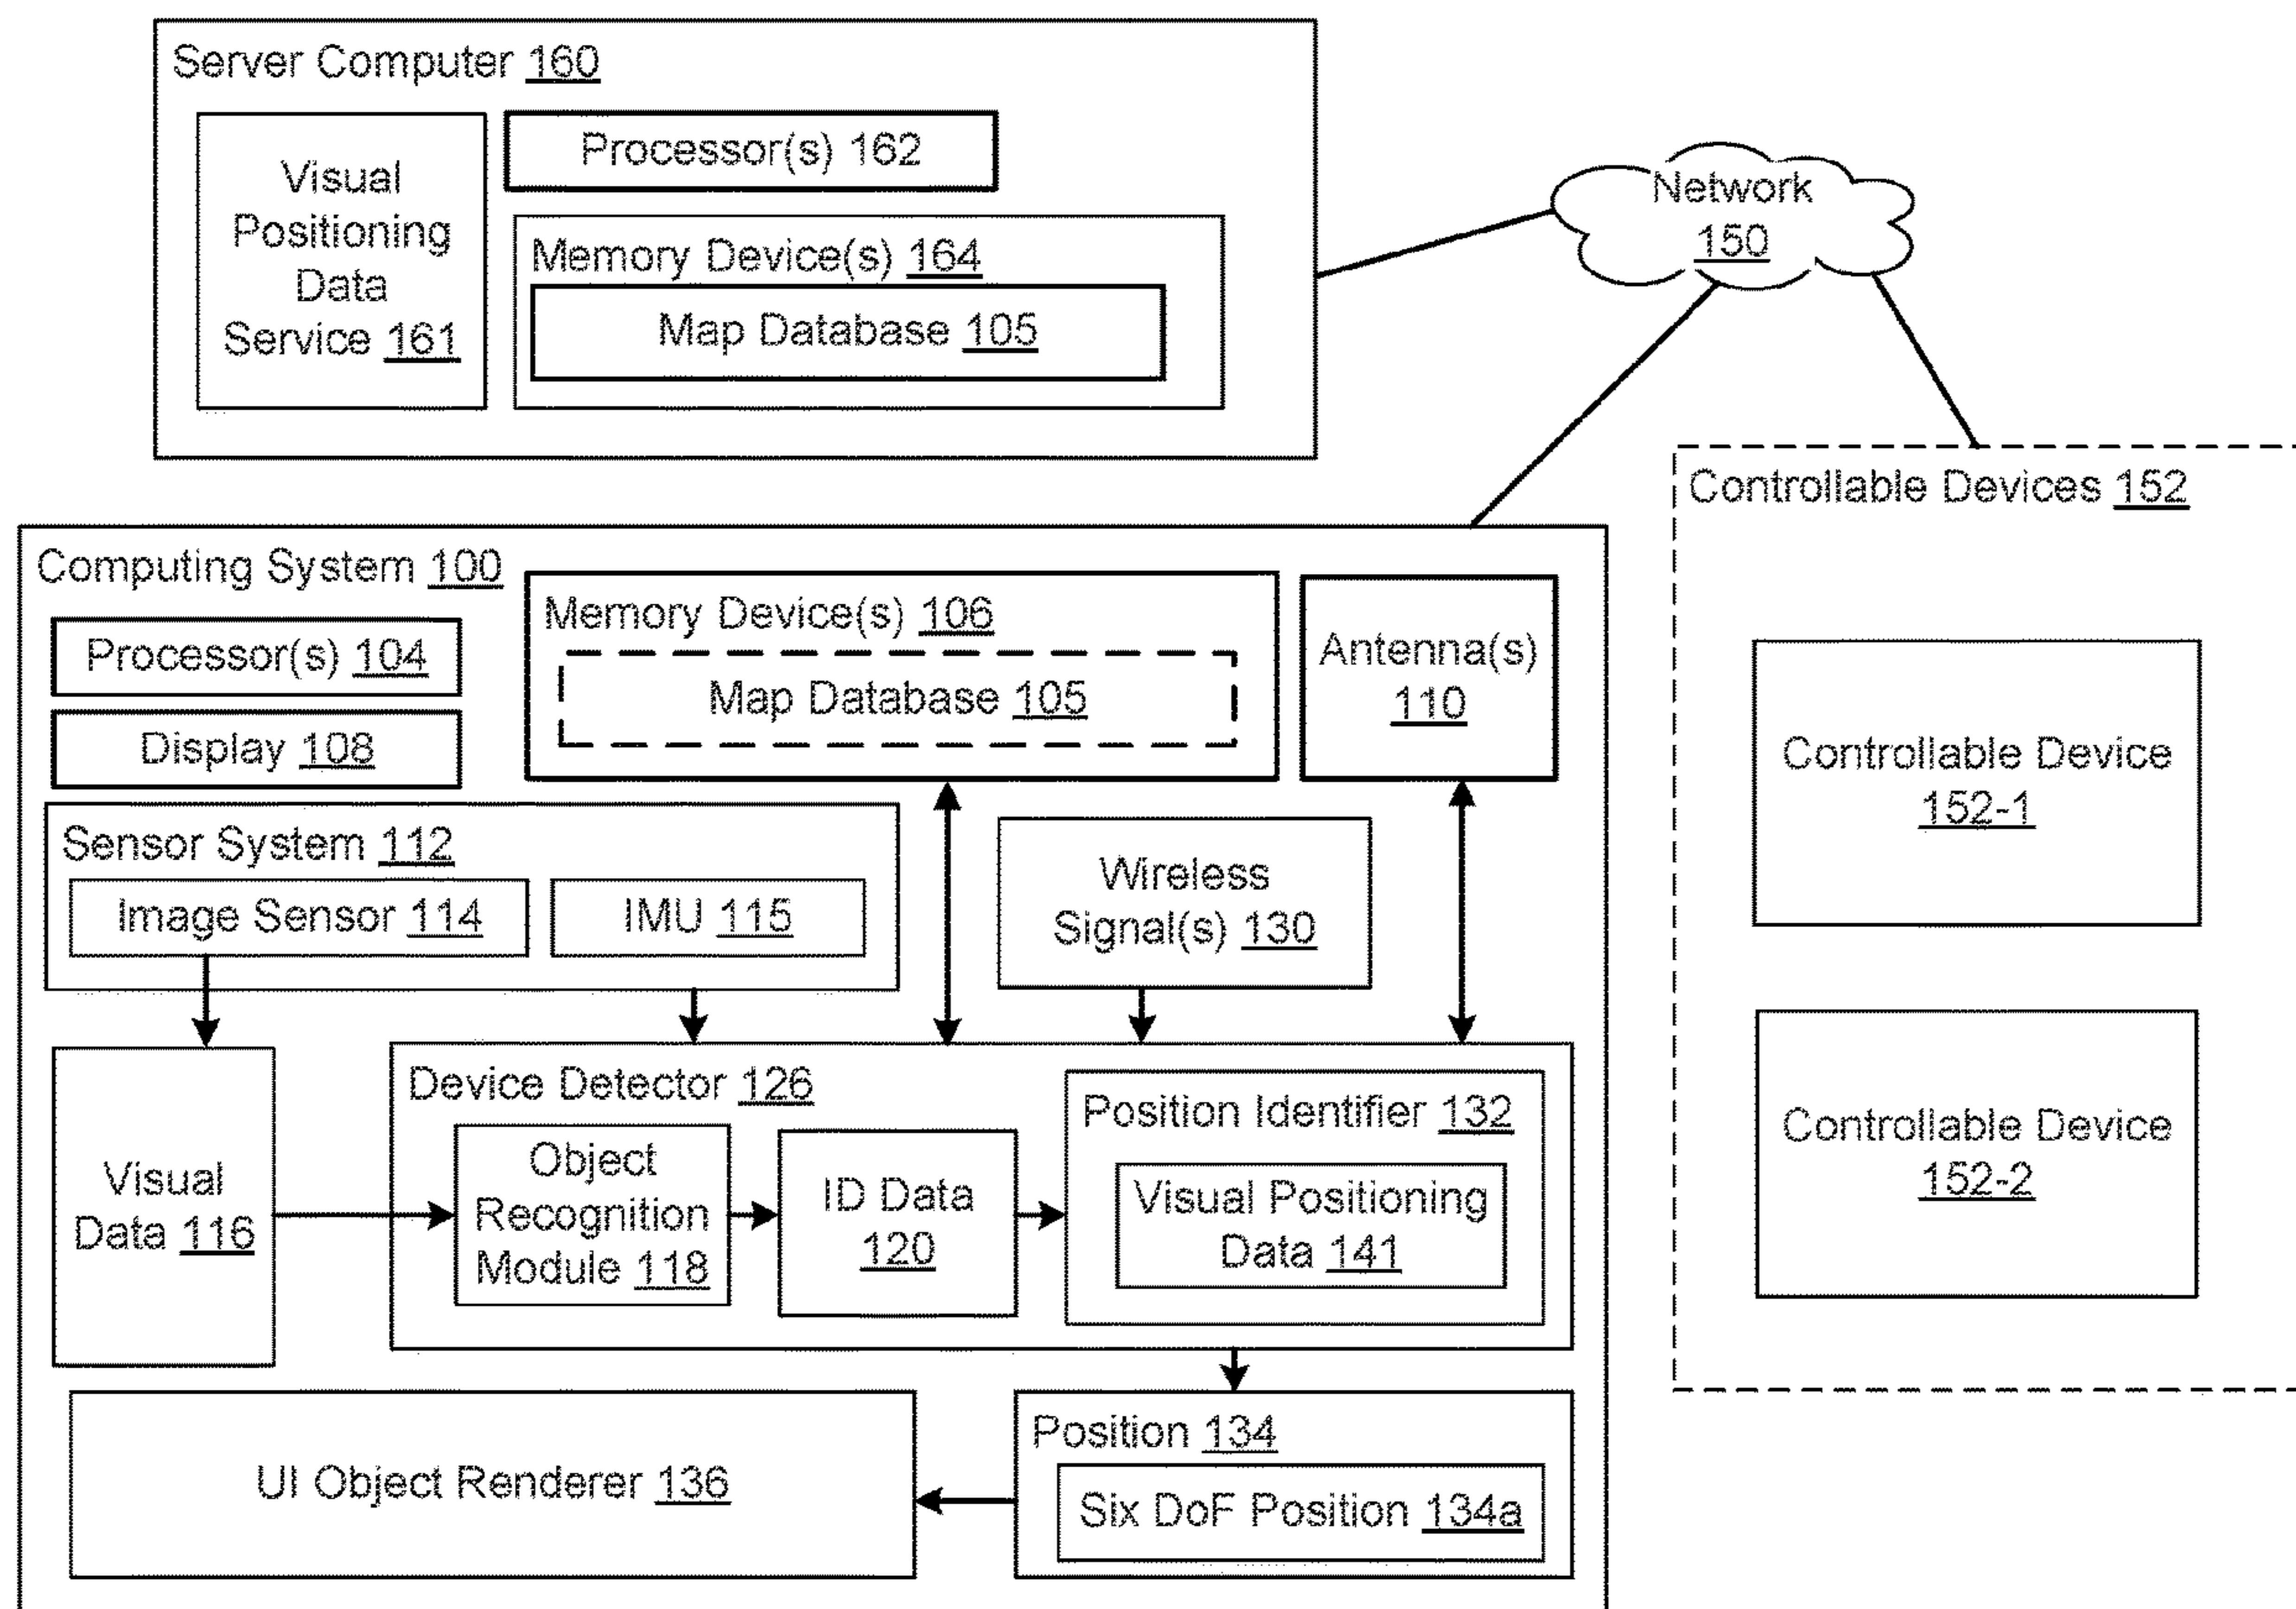 Server Computer 160
Visual
Positioning
Data
Service 161
Processor(s) 162
Memory Device(s) 164
Map Database 105
Network
150
Controllable Devices 152
Controllable Device
152-1
Controllable Device
152-2
Computing System 100
Processor(s) 104
Display 108
Memory Device(s) 106
Map Database 105
Antenna(s)
110
Sensor System 112
Image Sensor 114
IMU 115
Wireless
Signal(s) 130
Visual
Data 116
Device Detector 126
Object
Recognition
Module 118
ID Data
120
Position Identifier 132
Visual Positioning
Data 141
UI Object Renderer 136
Position 134
Six DoF Position 134a